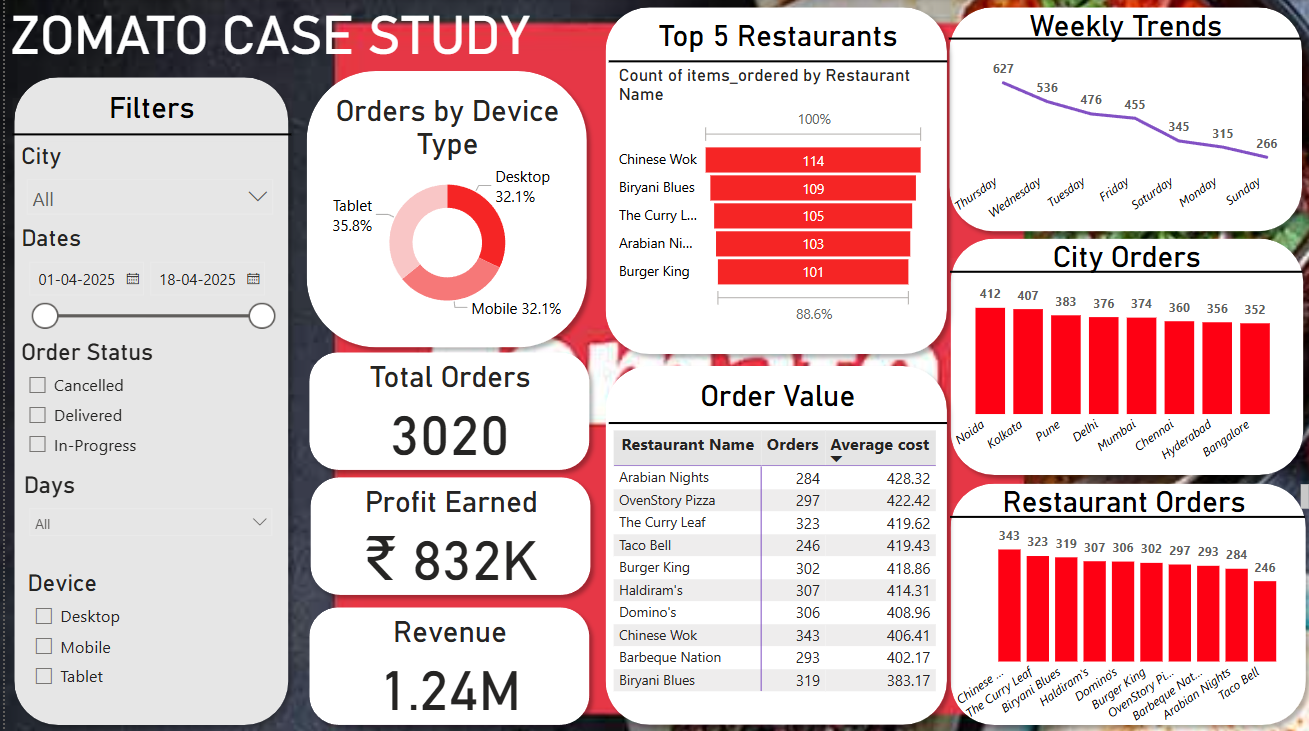 ZOMATO CASE STUDY
Filters
City
All
Dates
01-04-2025
18-04-2025
Order Status
Cancelled
Delivered
In-Progress
Days
All
Device
Desktop
Mobile
Tablet
Orders by Device
Type
Desktop
32.1%
Tablet
35.8%
Mobile 32.1%
Total Orders
3020
Profit Earned
₹ 832K
Revenue
1.24M
Top 5 Restaurants
Count of items_ordered by Restaurant
Name
100%
Chinese Wok 114
Biryani Blues 109
The Curry L... 105
Arabian Ni... 103
Burger King 101
88.6%
Order Value
Restaurant Name Orders Average cost
Arabian Nights 284 428.32
OvenStory Pizza 297 422.42
The Curry Leaf 323 419.62
Taco Bell 246 419.43
Burger King 302 418.86
Haldiram's 307 414.31
Domino's 306 408.96
Chinese Wok 343 406.41
Barbeque Nation 293 402.17
Biryani Blues 319 383.17
Weekly Trends
627 536 476 455 345 315 266
Thursday Wednesday Tuesday Friday Saturday Monday Sunday
City Orders
412 407 383 376 374 360 356 352
Noida Kolkata Pune Delhi Mumbai Chennai Hyderabad Bangalore
Restaurant Orders
343 323 319 307 306 302 297 293 284 246
Chinese ... The Curry Leaf Biryani Blues Haldiram's Domino's Burger King OvenStory Pi... Barbeque Nat... Arabian Nights Taco Bell